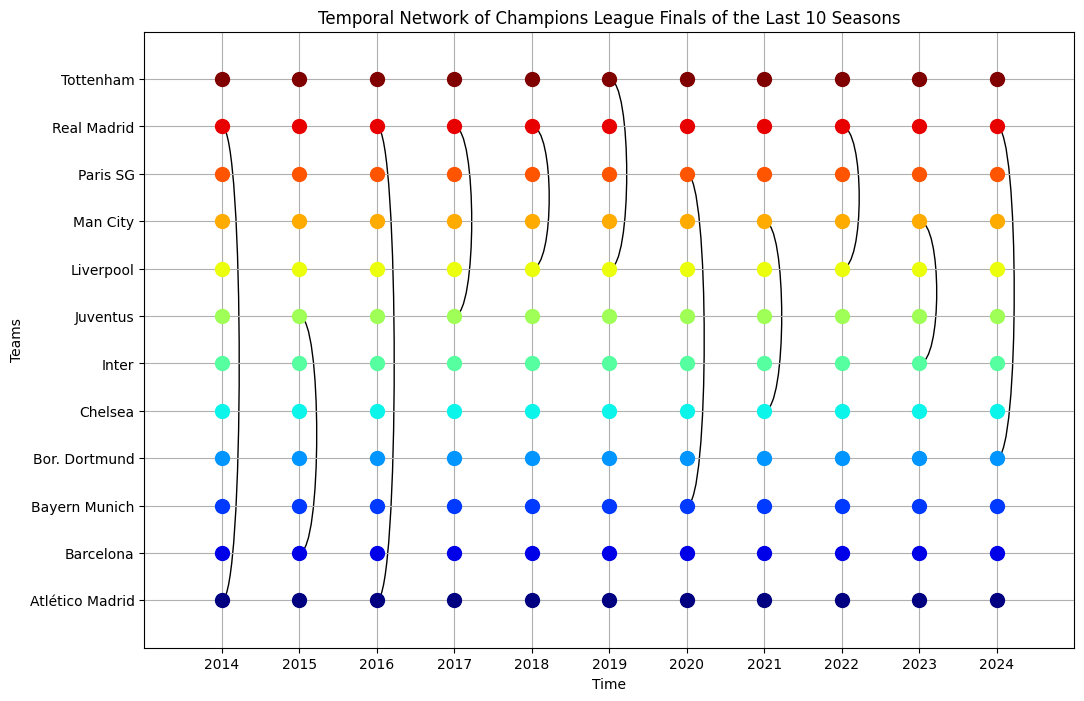 Temporal Network of Champions League Finals of the Last 10 Seasons
Teams
Tottenham
Real Madrid
Paris SG
Man City
Liverpool
Juventus
Inter
Chelsea
Bor. Dortmund
Bayern Munich
Barcelona
Atlético Madrid
2014 2015 2016 2017 2018 2019 2020 2021 2022 2023 2024
Time